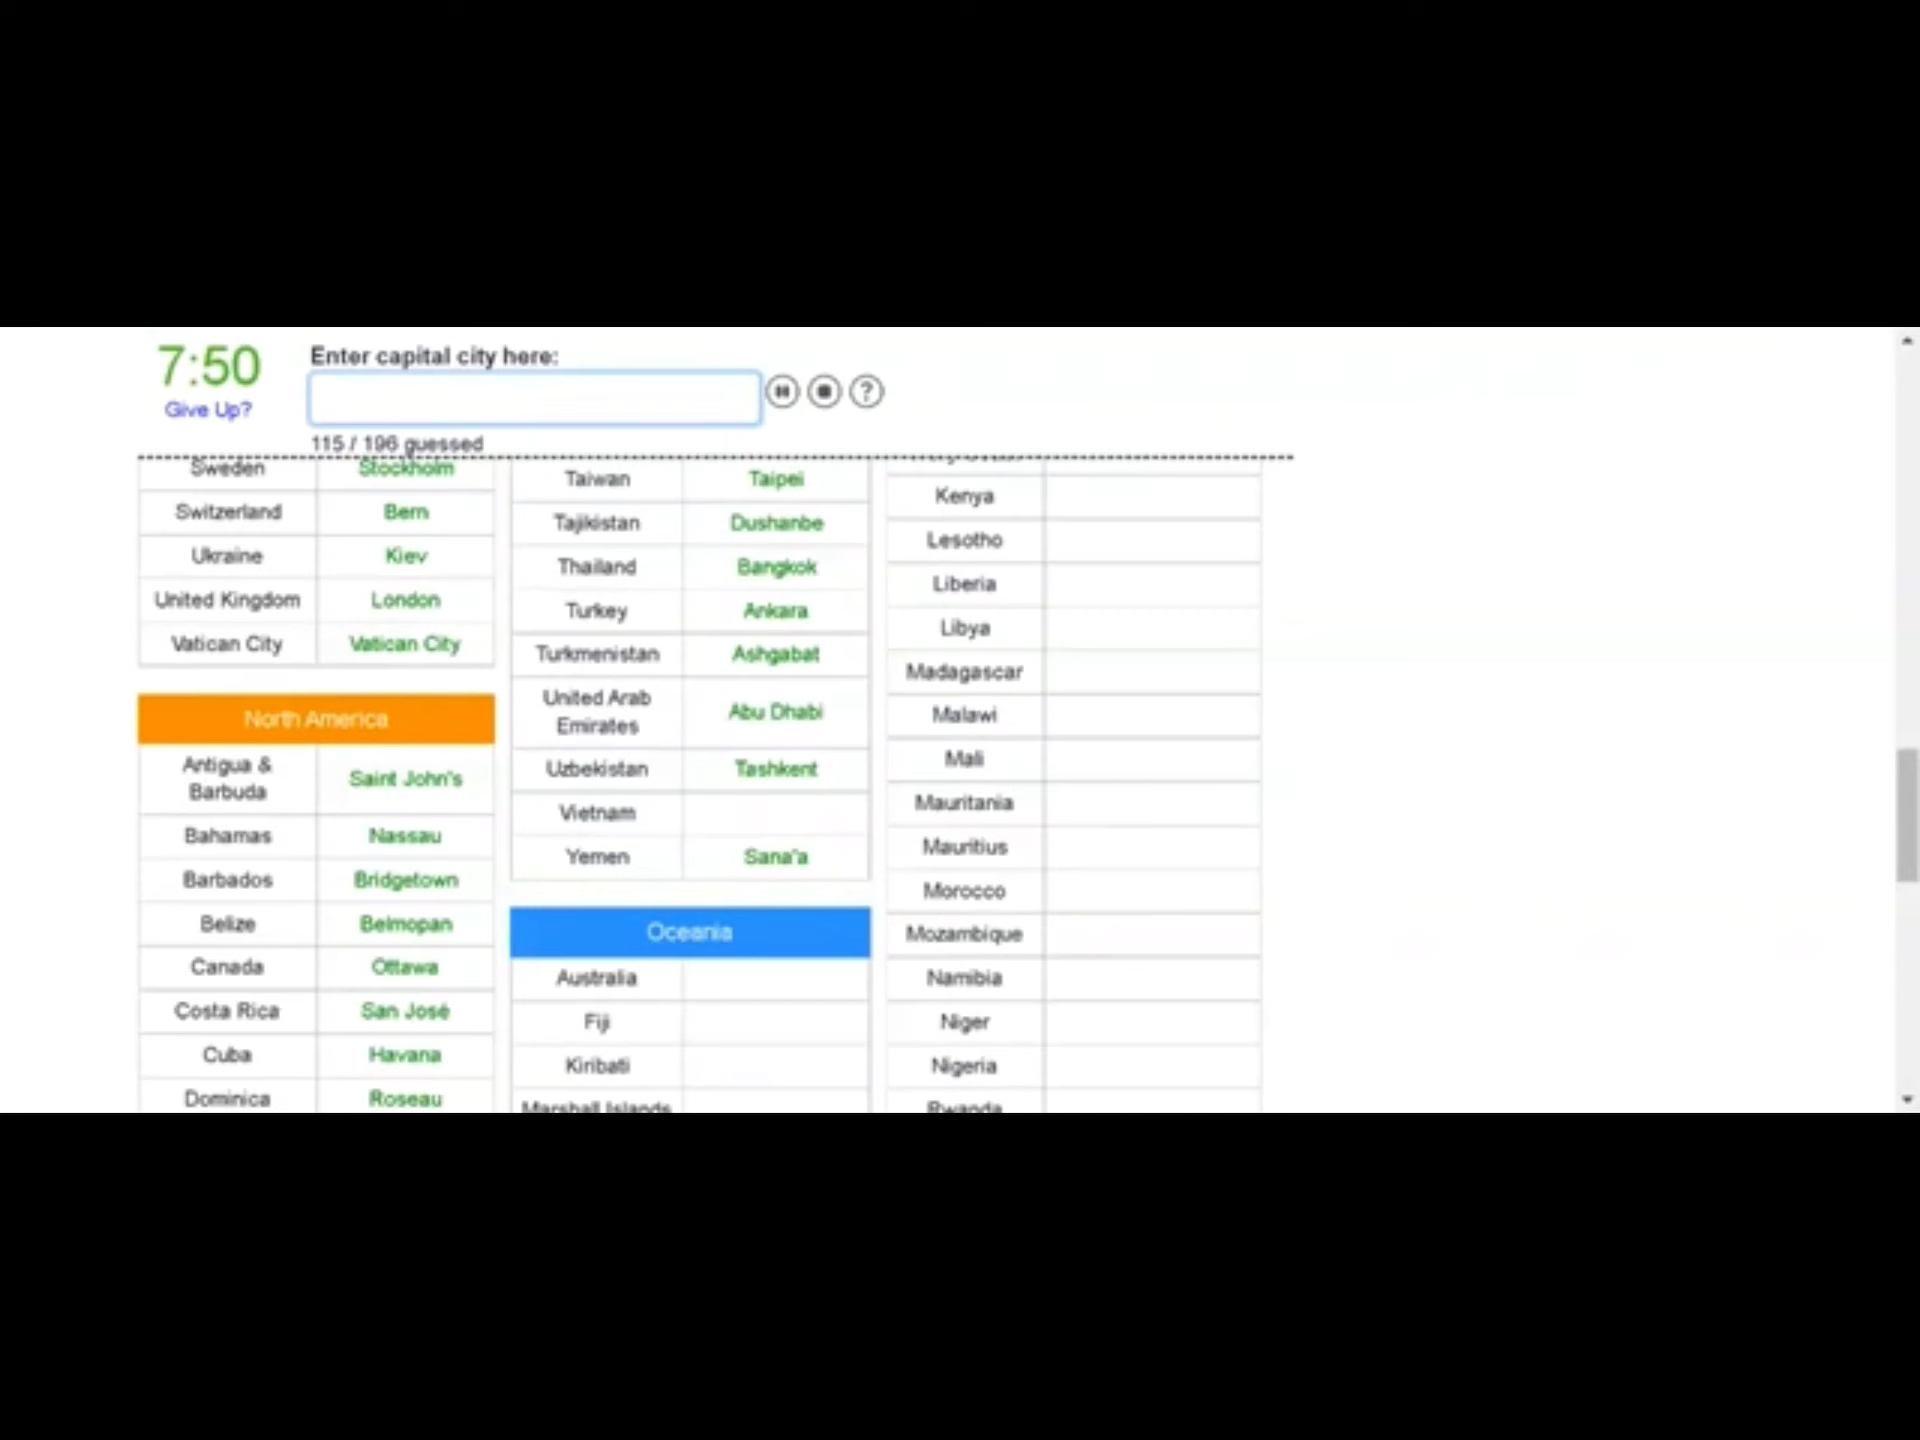 7:50
Give Up?
Enter capital city here:
115 / 196 guessed
Sweden Stockholm
Switzerland Bern
Ukraine Kiev
United Kingdom London
Vatican City Vatican City
North America
Antigua & Barbuda Saint John's
Bahamas Nassau
Barbados Bridgetown
Belize Belmopan
Canada Ottawa
Costa Rica San José
Cuba Havana
Dominica Roseau
Taiwan Taipei
Tajikistan Dushanbe
Thailand Bangkok
Turkey Ankara
Turkmenistan Ashgabat
United Arab Emirates Abu Dhabi
Uzbekistan Tashkent
Vietnam
Yemen Sana'a
Oceania
Australia
Fiji
Kiribati
Marshall Islands
Kenya
Lesotho
Liberia
Libya
Madagascar
Malawi
Mali
Mauritania
Mauritius
Morocco
Mozambique
Namibia
Niger
Nigeria
Rwanda